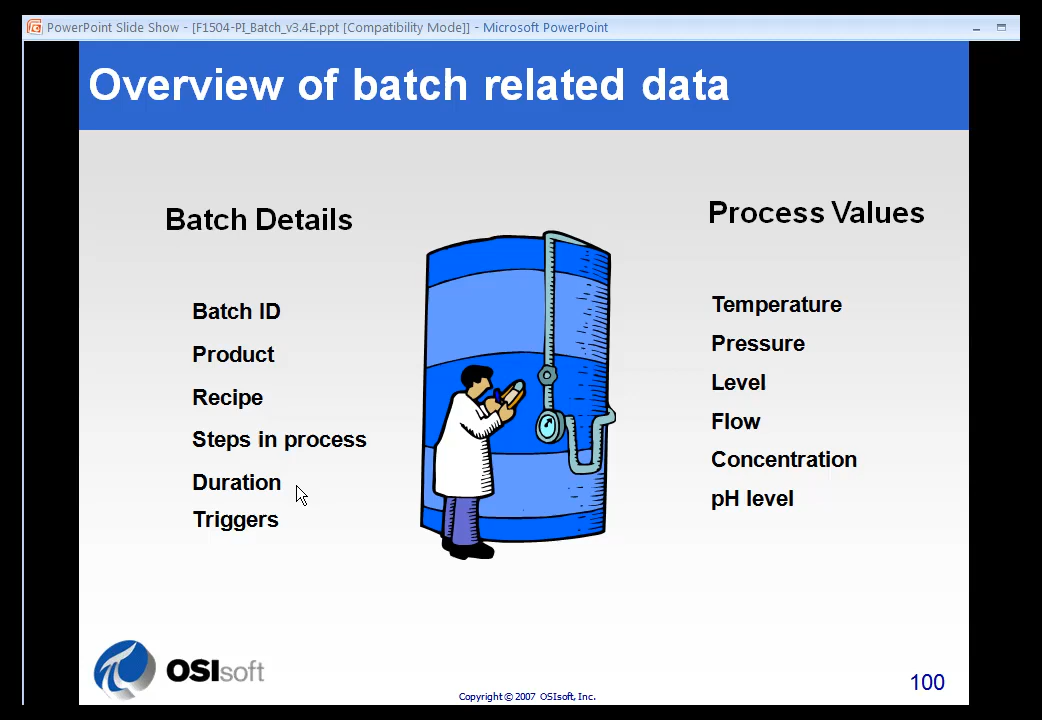 PowerPoint Slide Show - [F1504-PI_Batch_v3.4E.ppt [Compatibility Mode]] - Microsoft PowerPoint
Overview of batch related data
Batch Details
Batch ID
Product
Recipe
Steps in process
Duration
Triggers
Process Values
Temperature
Pressure
Level
Flow
Concentration
pH level
OSIsoft
Copyright © 2007 OSIsoft, Inc.
100